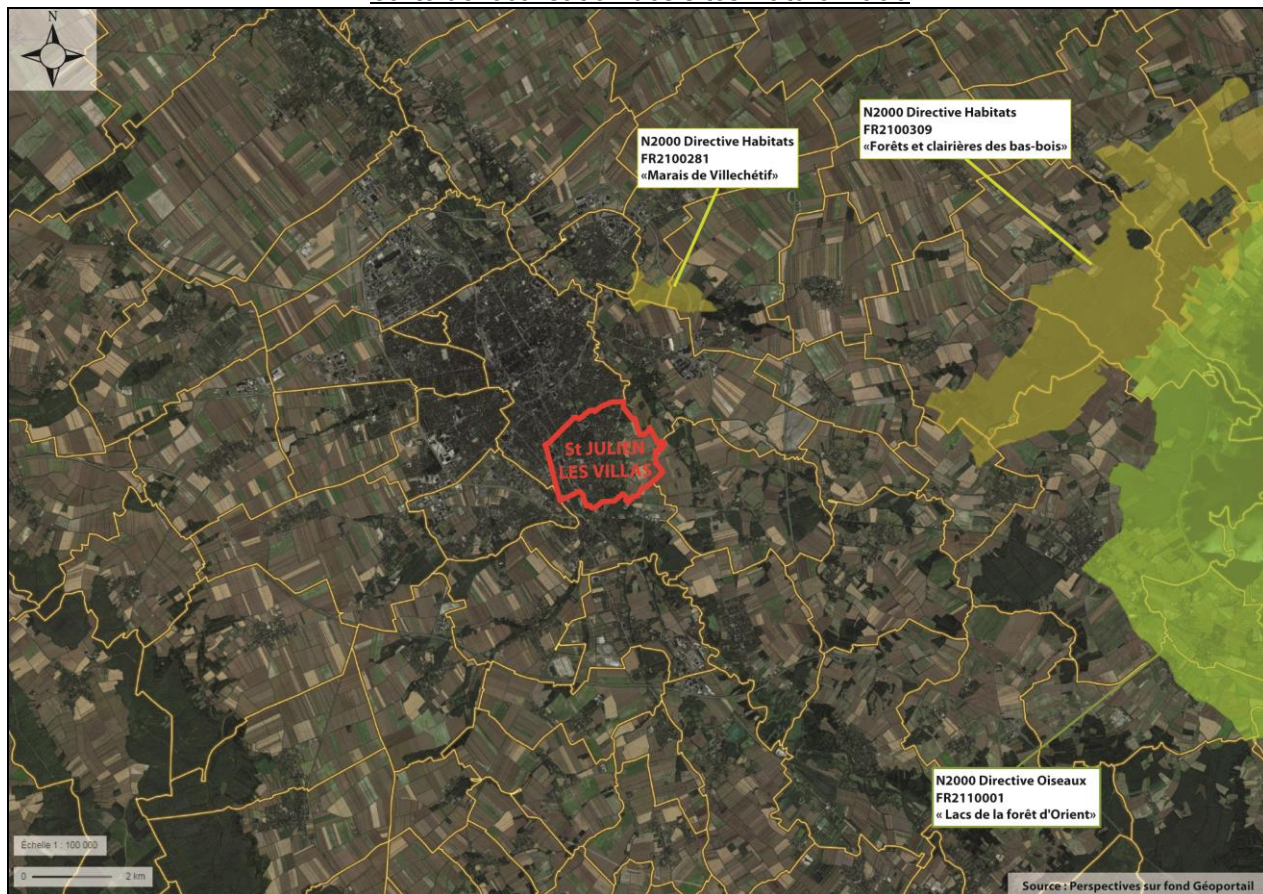 N
N2000 Directive Habitats
FR2100309
«Forêts et clairières des bas-bois»
N2000 Directive Habitats
FR2100281
«Marais de Villechétif»
St JULIEN
LES VILLAS
N2000 Directive Oiseaux
FR2110001
« Lacs de la forêt d'Orient»
Échelle 1 : 100 000
0 2 km
Source : Perspectives sur fond Géoportail